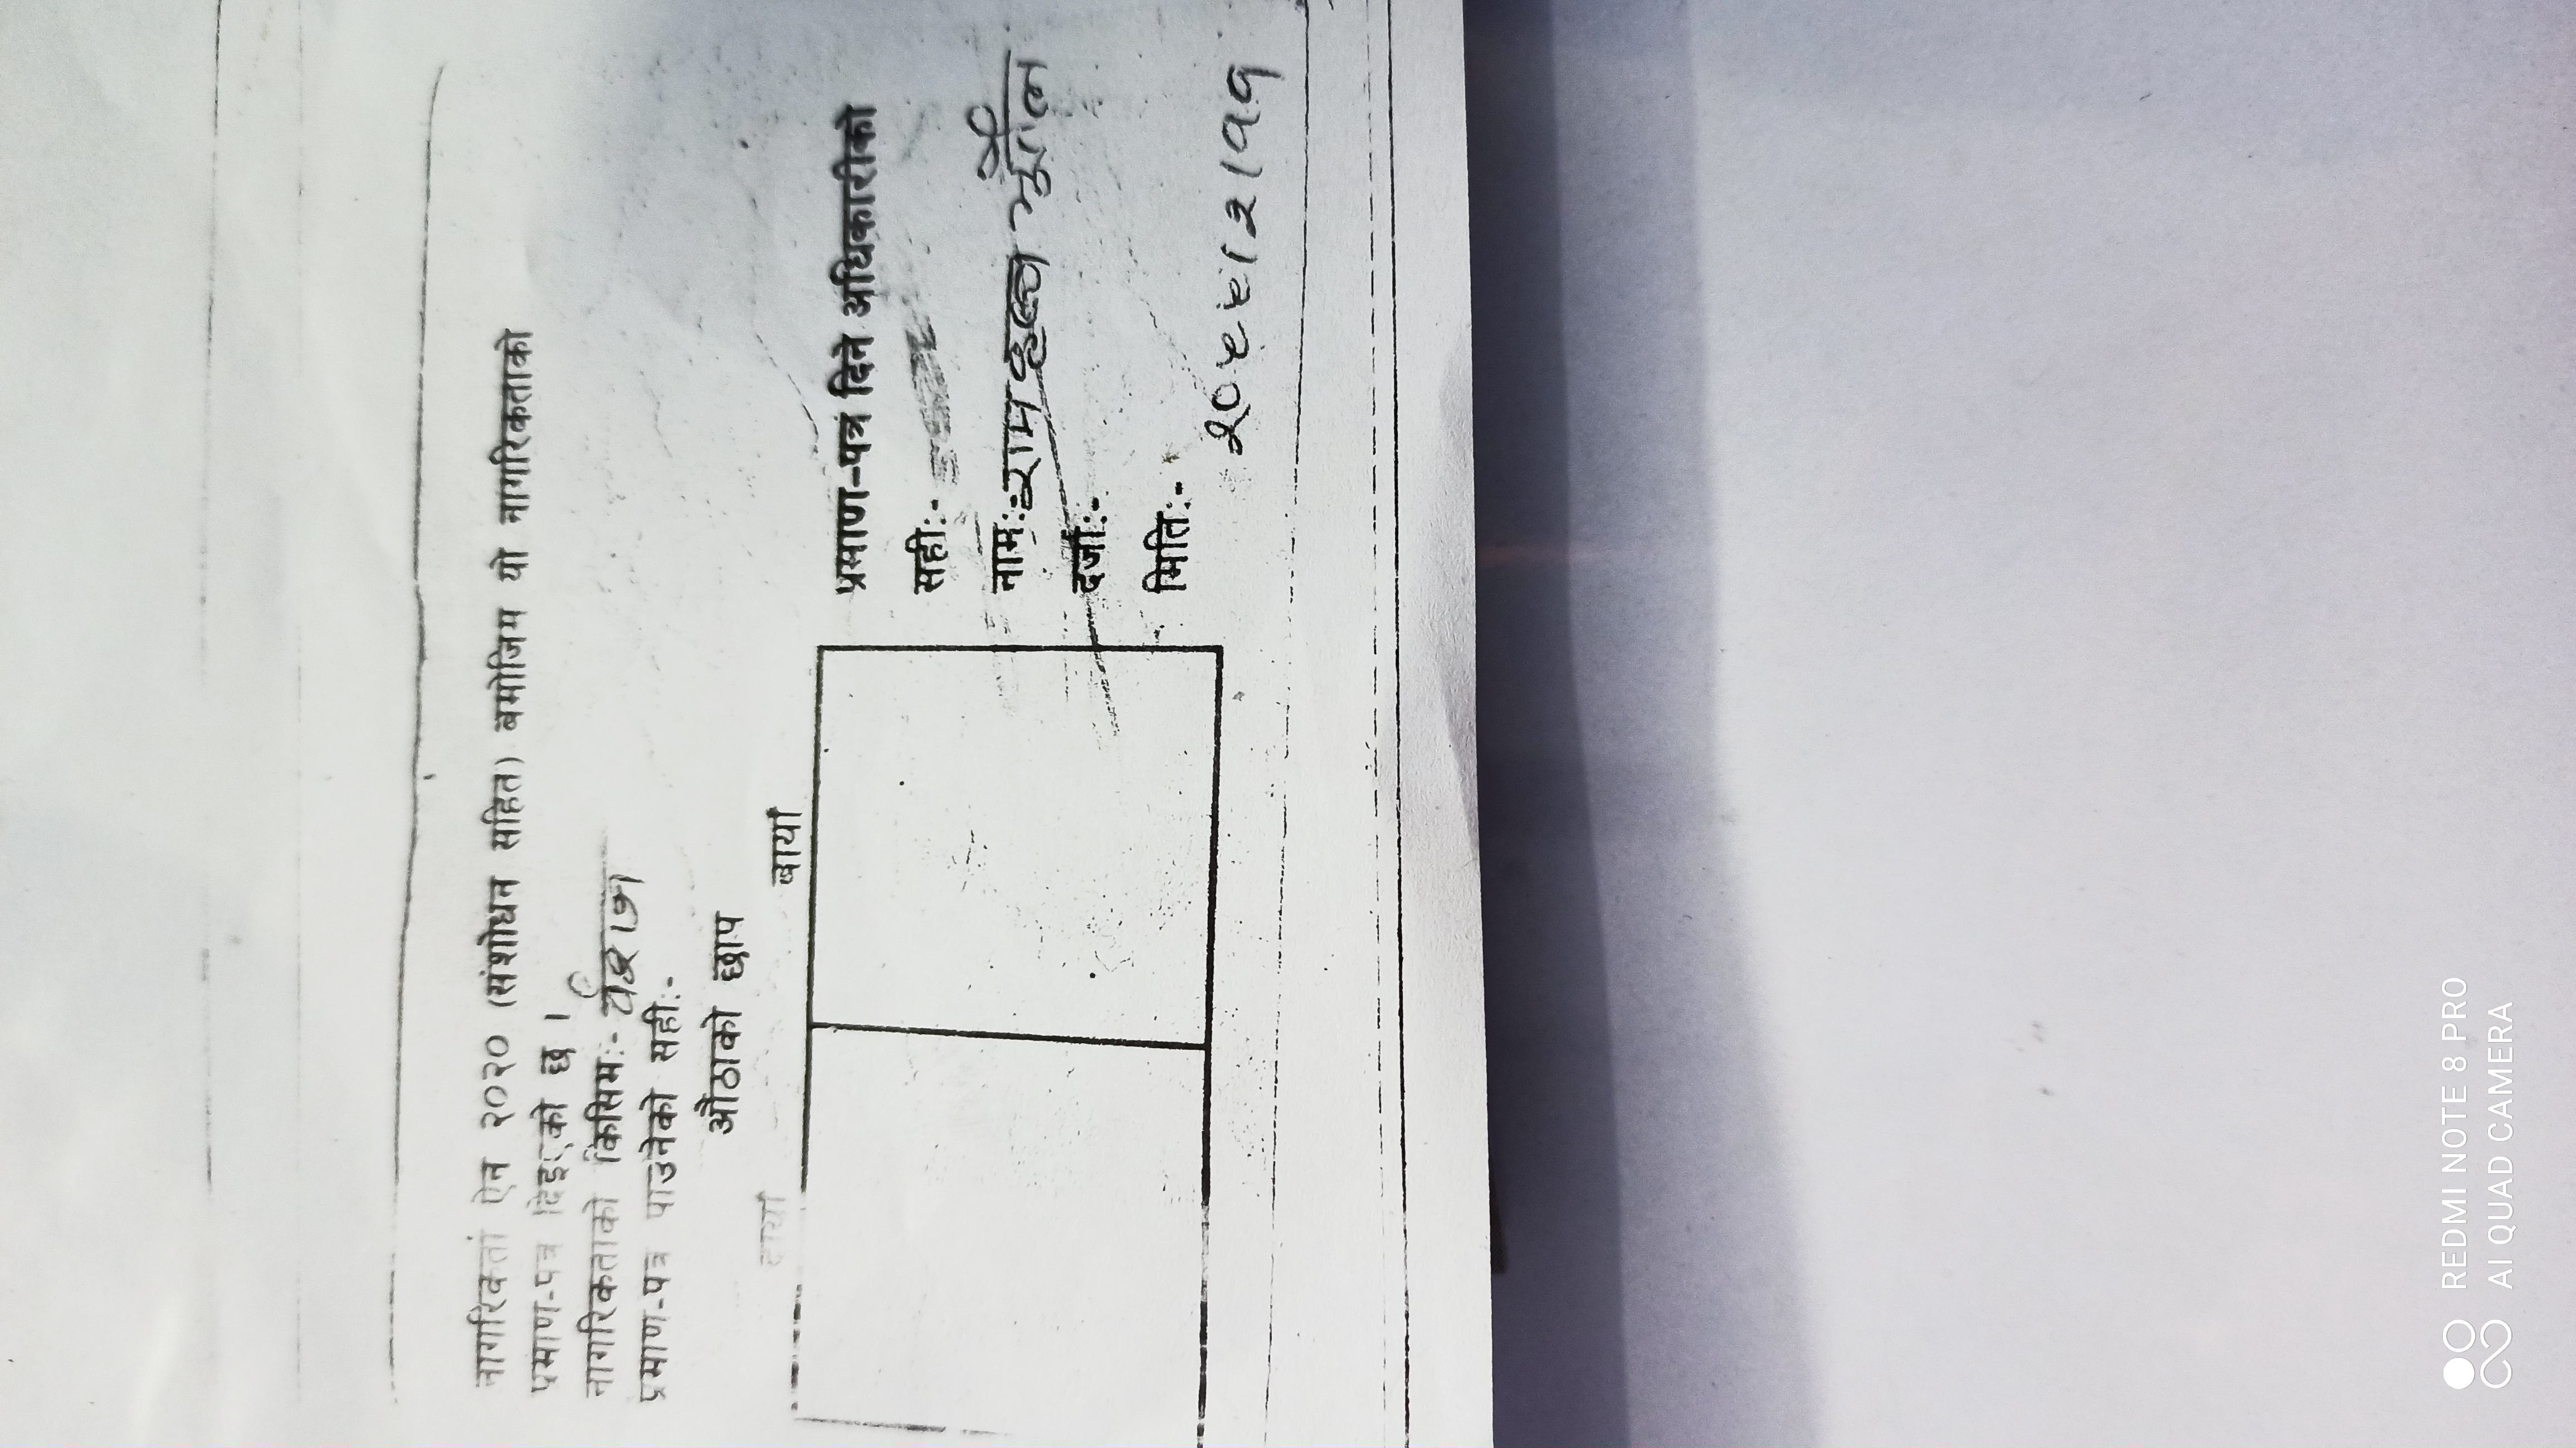 नागरिकता ऐन २०२० (संशोधन सहित) बमोजिम यो नागरिकताको
प्रमाण-पत्र दिइएको छ ।
नागरिकताको किसिम:- वंशज
प्रमाण-पत्र पाउनेको सही:-
औंठाको छाप
दायाँ बायाँ
प्रमाण-पत्र दिने अधिकारीको
सही:-
नाम:- राम
दर्जा:-
मिति:-
२०५५।२।११
REDMI NOTE 8 PRO
AI QUAD CAMERA